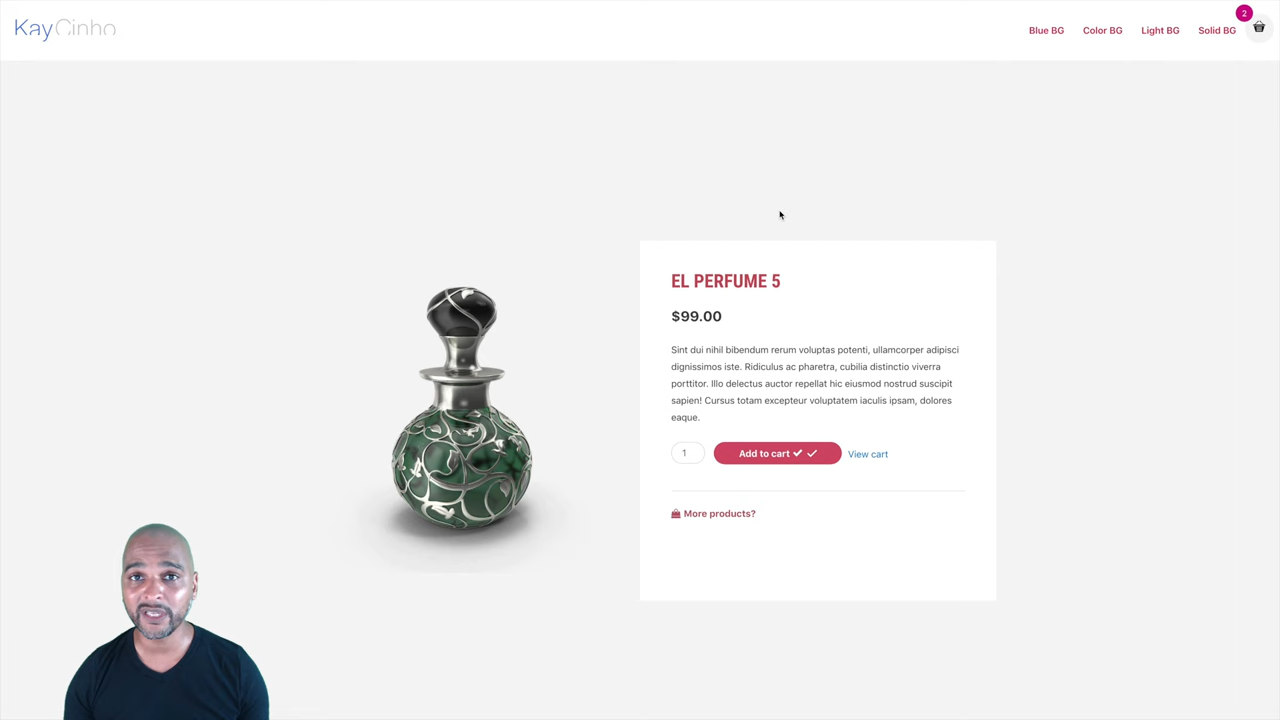 KayCinho
Blue BG
Color BG
Light BG
Solid BG
2
EL PERFUME 5
$99.00
Sint dui nihil bibendum rerum voluptas potenti, ullamcorper adipisci
dignissimos iste. Ridiculus ac pharetra, cubilia distinctio viverra
porttitor. Illo delectus auctor repellat hic eiusmod nostrud suscipit
sapien! Cursus totam excepteur voluptatem iaculis ipsam, dolores
eaque.
1
Add to cart
View cart
More products?